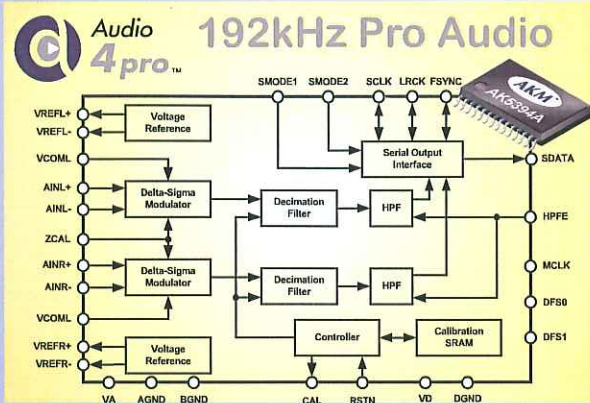 Audio
4pro™
192kHz Pro Audio
AKM
AK5394A
SMODE1 SMODE2 SCLK LRCK FSYNC
VREFL+
VREFL-
Voltage
Reference
VCOML
Serial Output
Interface
SDATA
AINL+
AINL-
Delta-Sigma
Modulator
Decimation
Filter
HPF
HPFE
ZCAL
AINR+
AINR-
Delta-Sigma
Modulator
Decimation
Filter
HPF
MCLK
DFS0
VCOML
Controller
Calibration
SRAM
DFS1
VREFR+
VREFR-
Voltage
Reference
VA AGND BGND CAL RSTN VD DGND